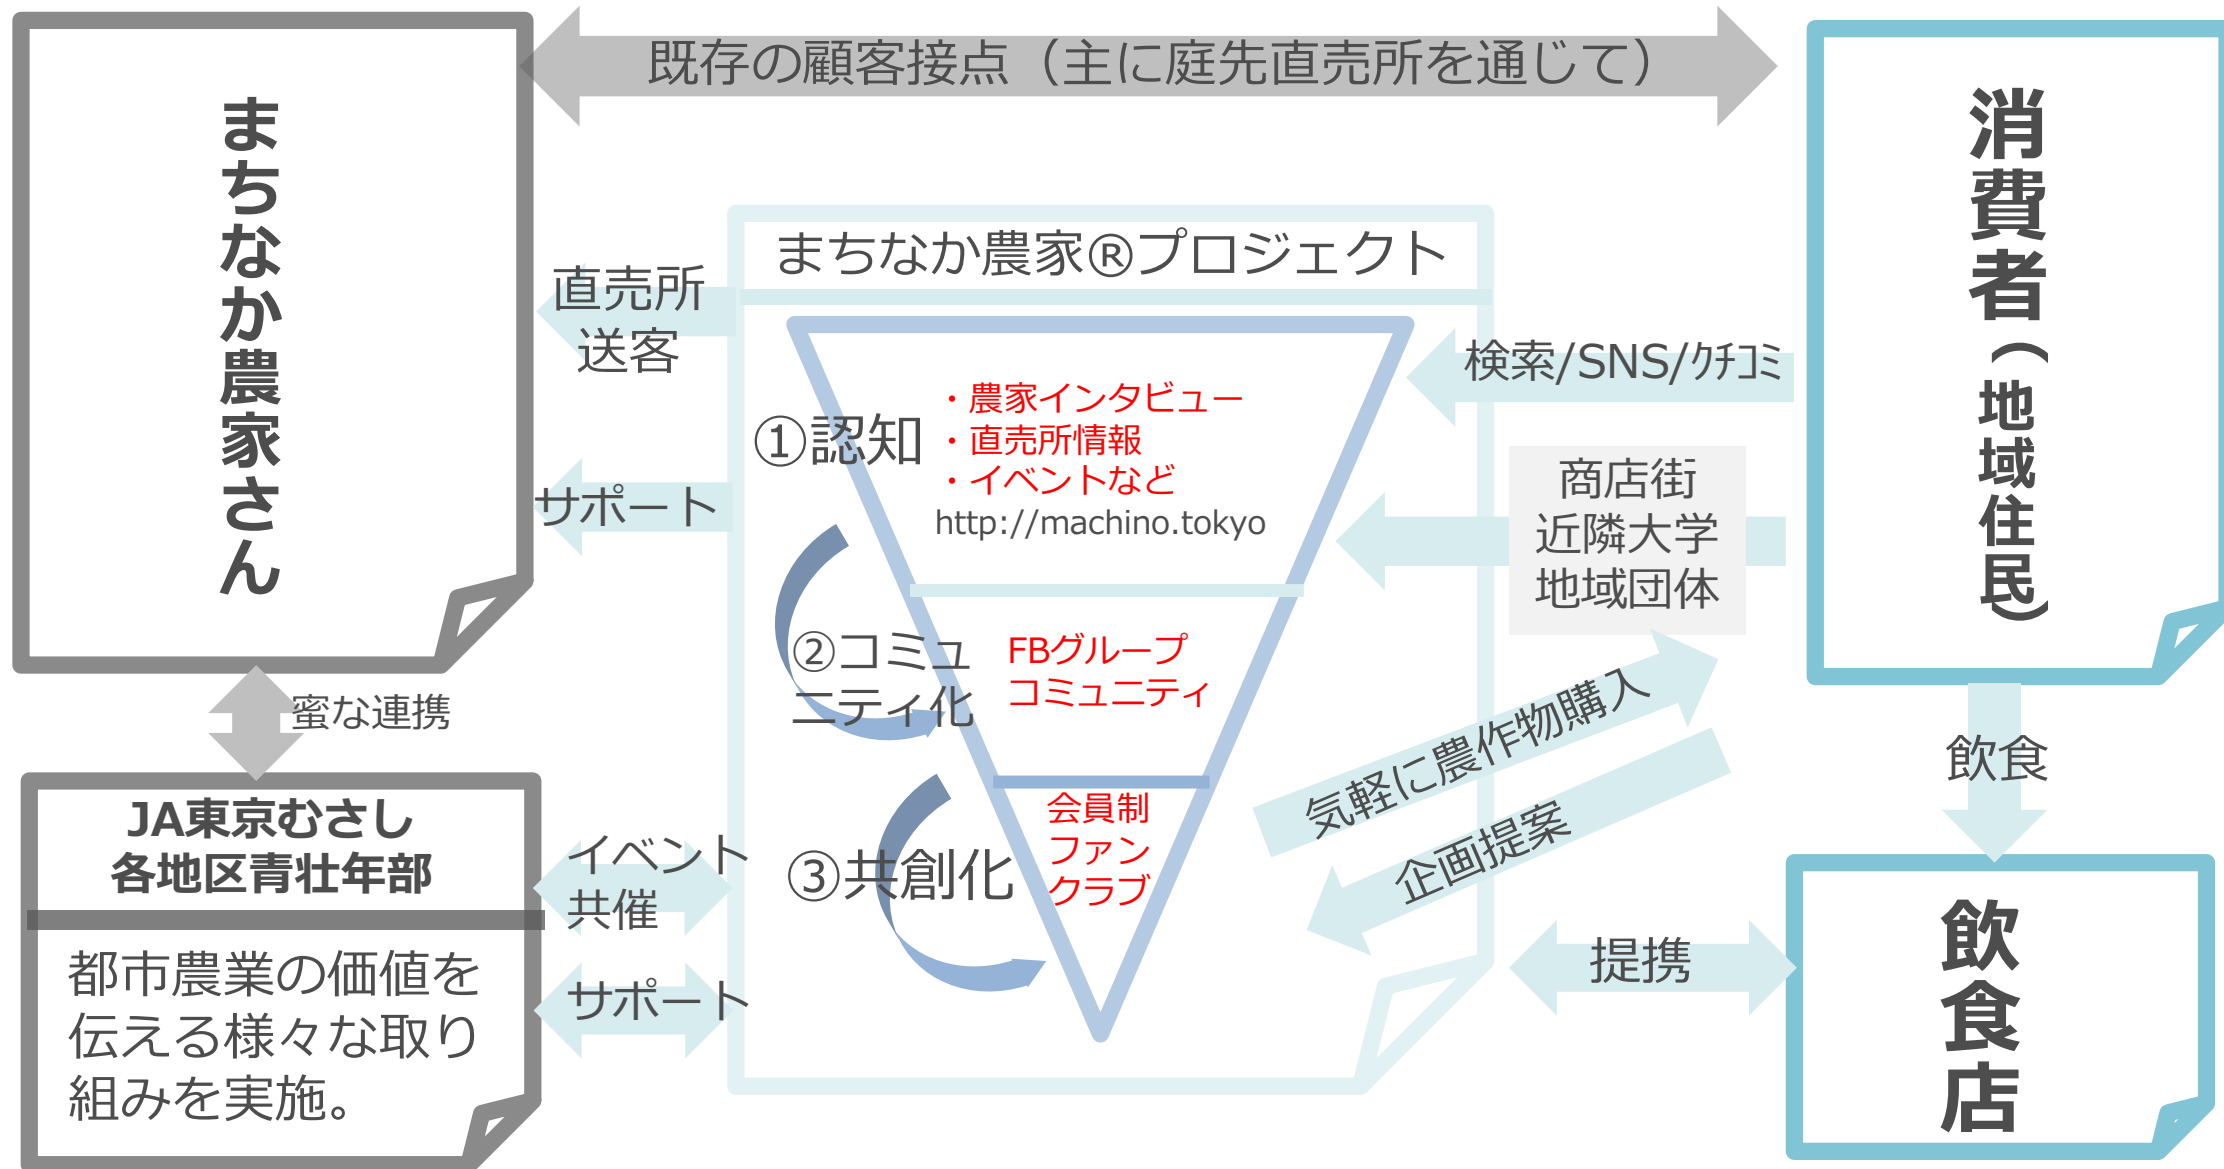 既存の顧客接点（主に庭先直売所を通じて）
まちなか農家さん
消費者（地域住民）
まちなか農家®プロジェクト
直売所
送客
サポート
検索/SNS/ｸﾁｺﾐ
商店街
近隣大学
地域団体
①認知
・農家インタビュー
・直売所情報
・イベントなど
http://machino.tokyo
②コミュ
ニティ化
FBグループ
コミュニティ
③共創化
会員制
ファン
クラブ
気軽に農作物購入
企画提案
蜜な連携
JA東京むさし
各地区青壮年部
都市農業の価値を
伝える様々な取り
組みを実施。
イベント
共催
サポート
提携
飲食
飲食店